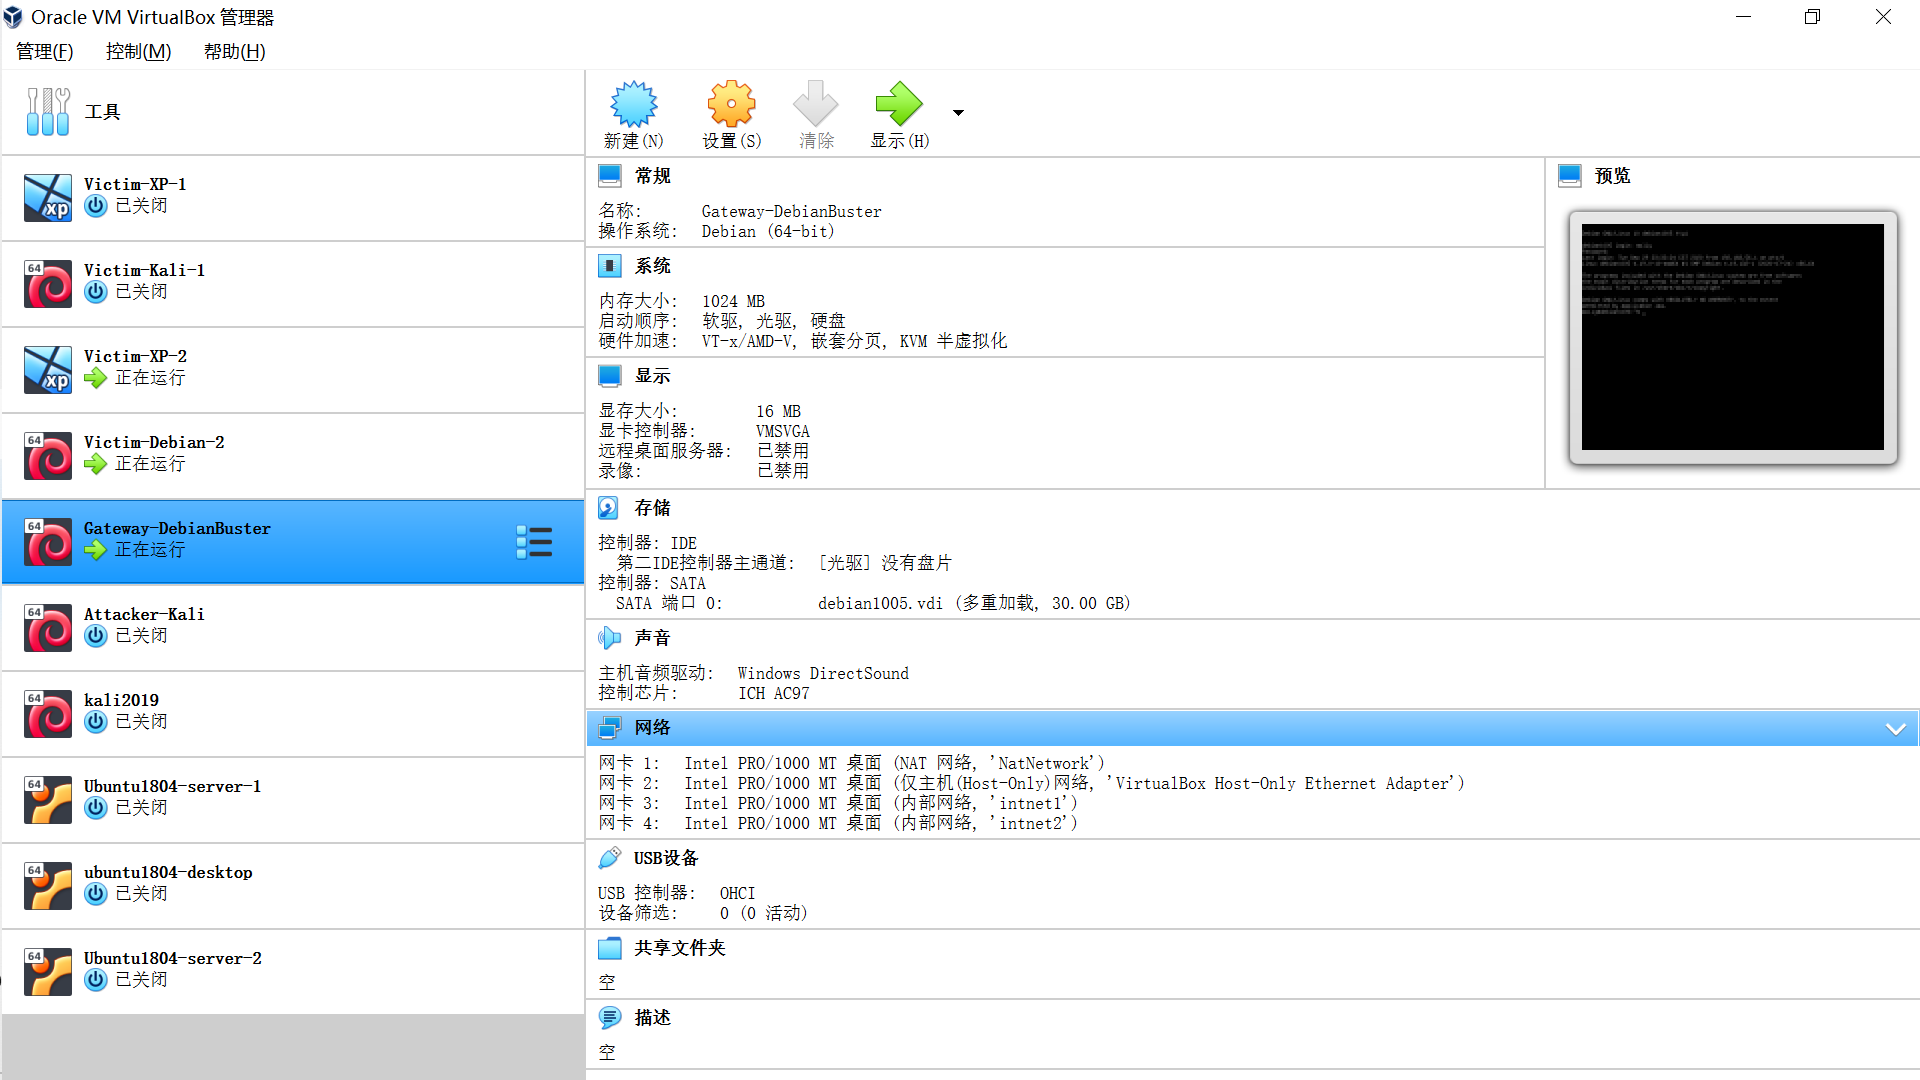 Oracle VM VirtualBox 管理器
管理(F) 控制(M) 帮助(H)
工具
Victim-XP-1
已关闭
Victim-Kali-1
已关闭
Victim-XP-2
正在运行
Victim-Debian-2
正在运行
Gateway-DebianBuster
正在运行
Attacker-Kali
已关闭
kali2019
已关闭
Ubuntu1804-server-1
已关闭
ubuntu1804-desktop
已关闭
Ubuntu1804-server-2
已关闭
新建(N) 设置(S) 清除 显示(H)
常规
名称: Gateway-DebianBuster
操作系统: Debian (64-bit)
系统
内存大小: 1024 MB
启动顺序: 软驱, 光驱, 硬盘
硬件加速: VT-x/AMD-V, 嵌套分页, KVM 半虚拟化
显示
显存大小: 16 MB
显卡控制器: VMSVGA
远程桌面服务器: 已禁用
录像: 已禁用
预览
存储
控制器: IDE
第二IDE控制器主通道: [光驱] 没有盘片
控制器: SATA
SATA 端口 0: debian1005.vdi (多重加载, 30.00 GB)
声音
主机音频驱动: Windows DirectSound
控制芯片: ICH AC97
网络
网卡 1: Intel PRO/1000 MT 桌面 (NAT 网络, 'NatNetwork')
网卡 2: Intel PRO/1000 MT 桌面 (仅主机(Host-Only)网络, 'VirtualBox Host-Only Ethernet Adapter')
网卡 3: Intel PRO/1000 MT 桌面 (内部网络, 'intnet1')
网卡 4: Intel PRO/1000 MT 桌面 (内部网络, 'intnet2')
USB设备
USB 控制器: OHCI
设备筛选: 0 (0 活动)
共享文件夹
空
描述
空